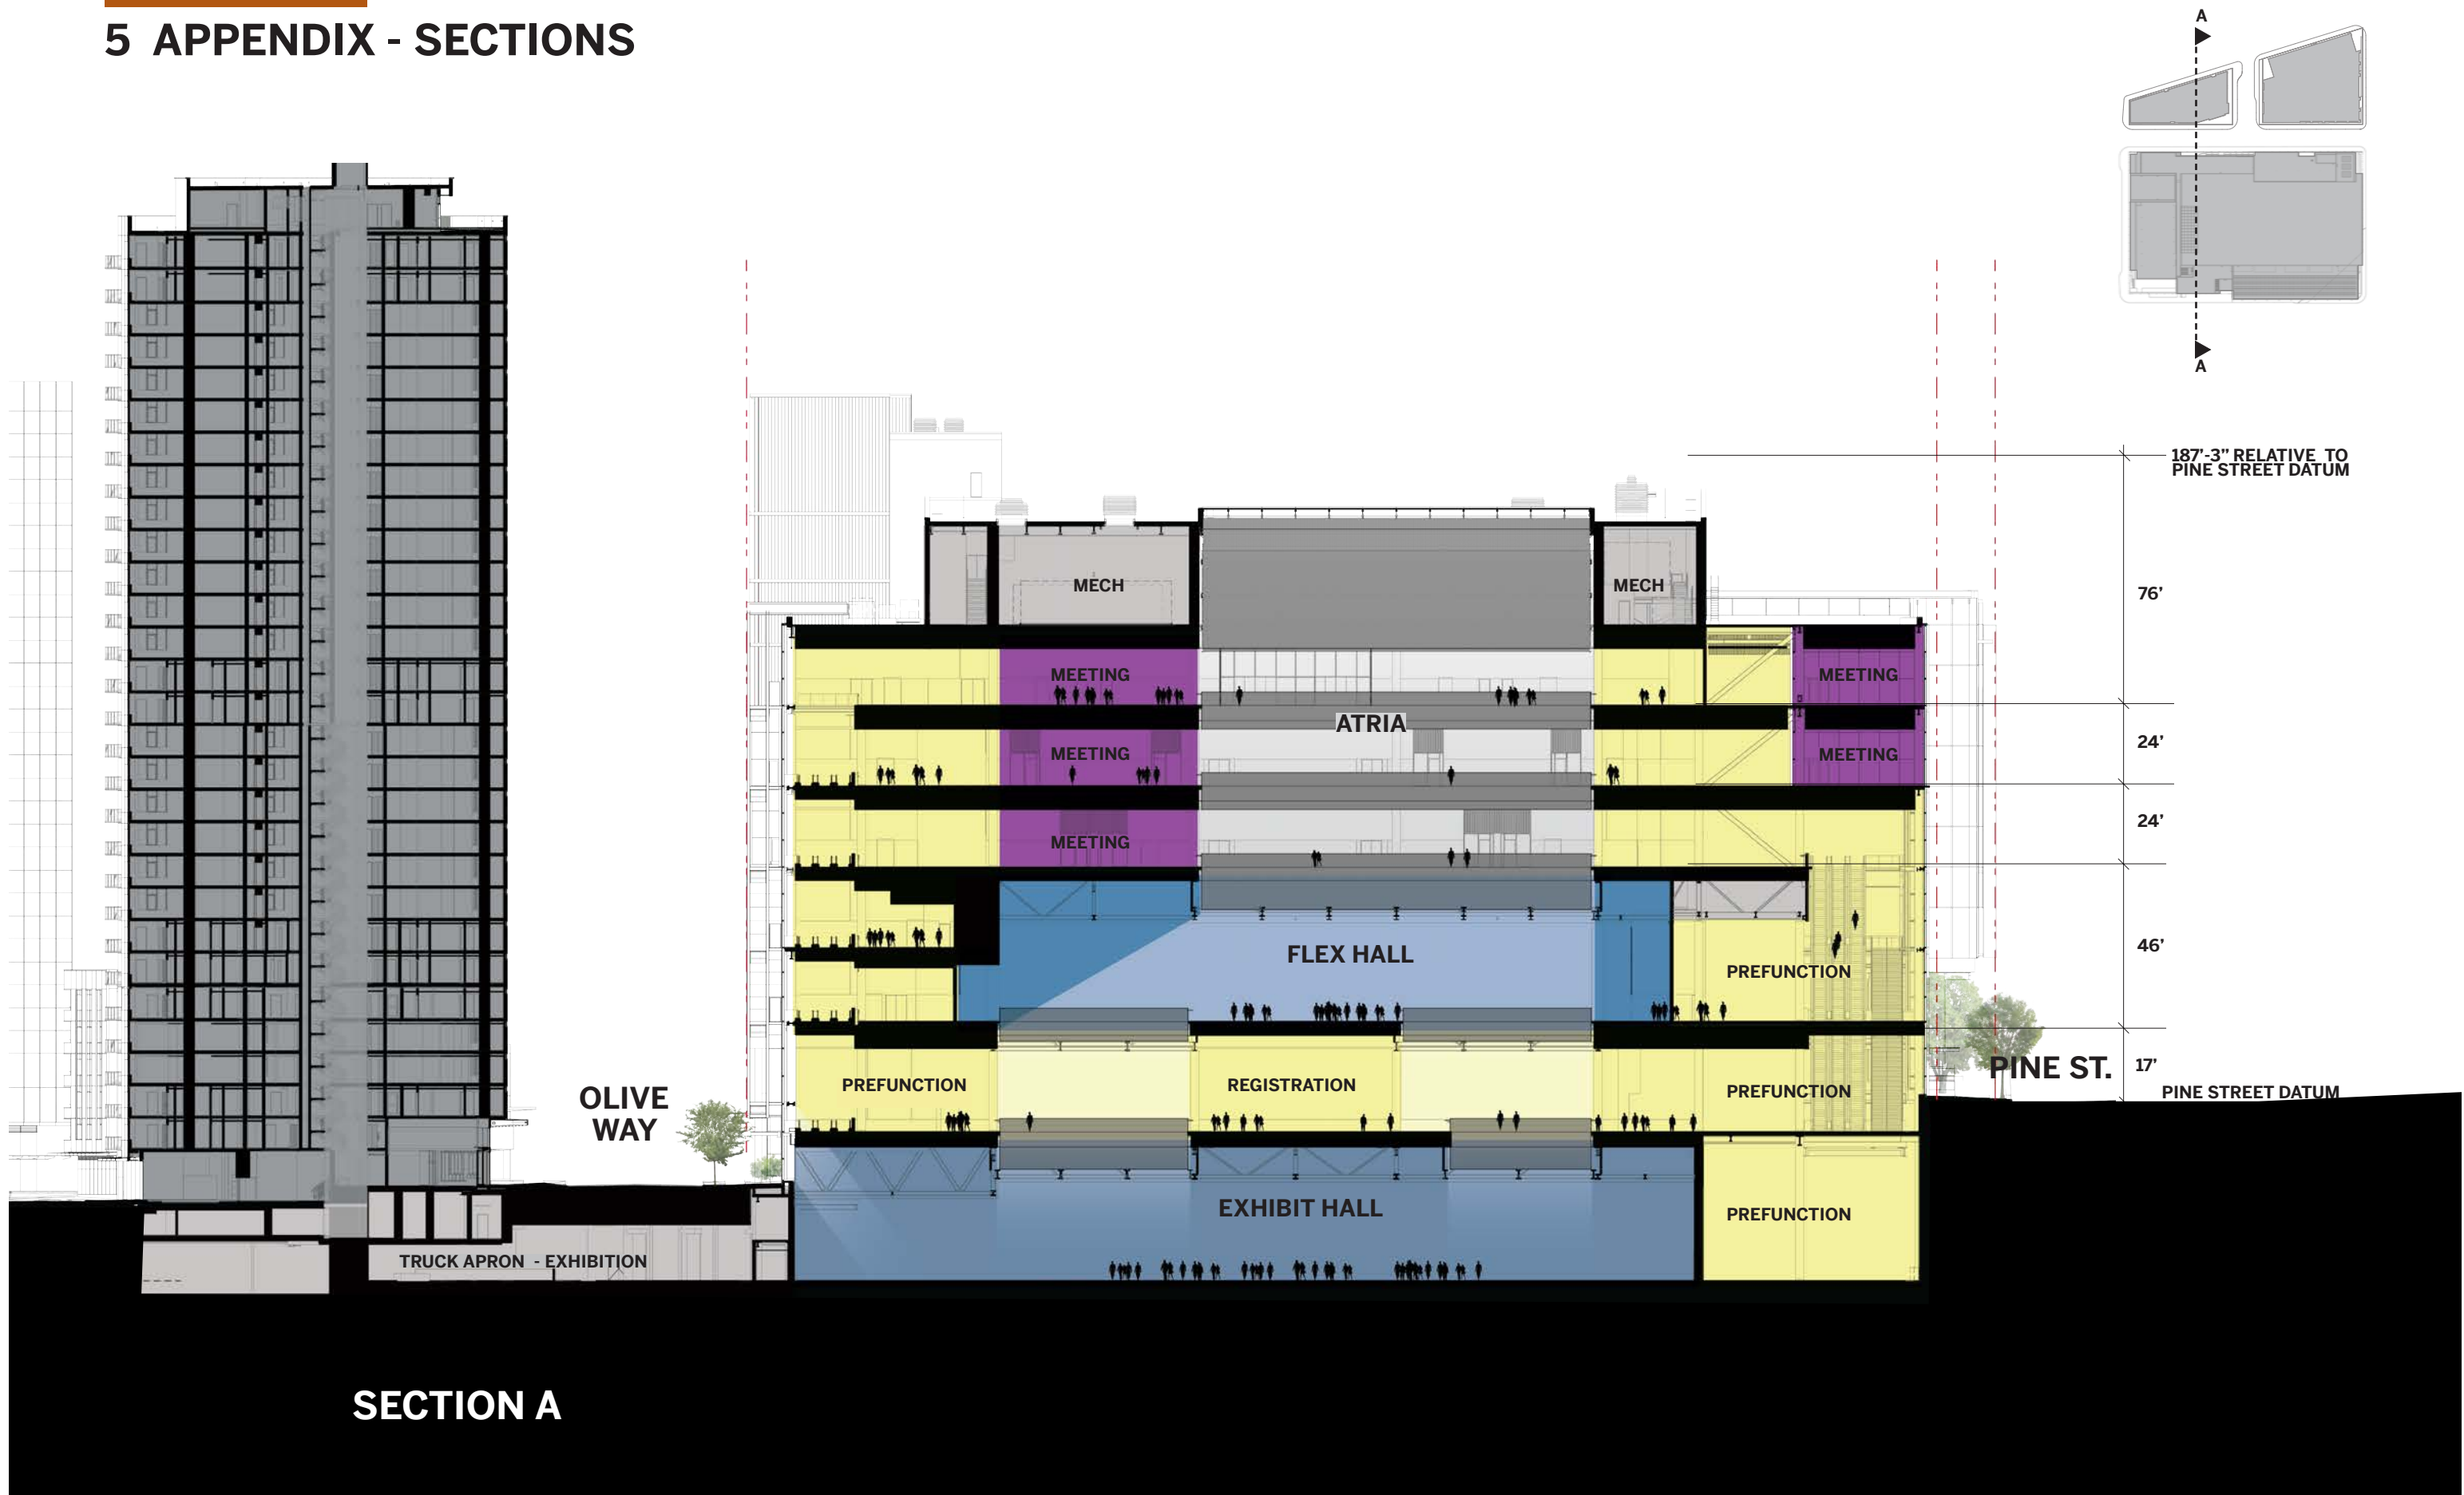 5 APPENDIX - SECTIONS
A
A
187'-3” RELATIVE TO
PINE STREET DATUM
MECH
MECH
76’
MEETING
MEETING
ATRIA
MEETING
MEETING
24’
24’
MEETING
FLEX HALL
46’
PREFUNCTION
PINE ST.
17’
PINE STREET DATUM
OLIVE
WAY
PREFUNCTION
REGISTRATION
PREFUNCTION
EXHIBIT HALL
PREFUNCTION
TRUCK APRON - EXHIBITION
SECTION A